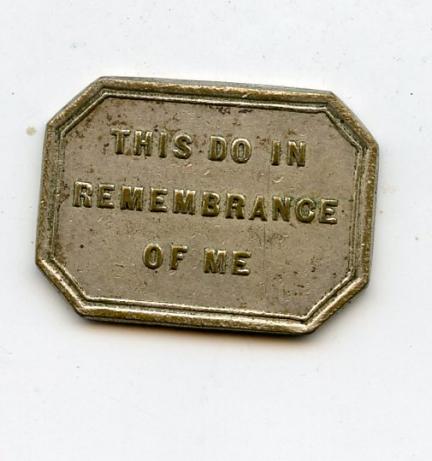 THIS DO IN
REMEMBRANCE
OF ME